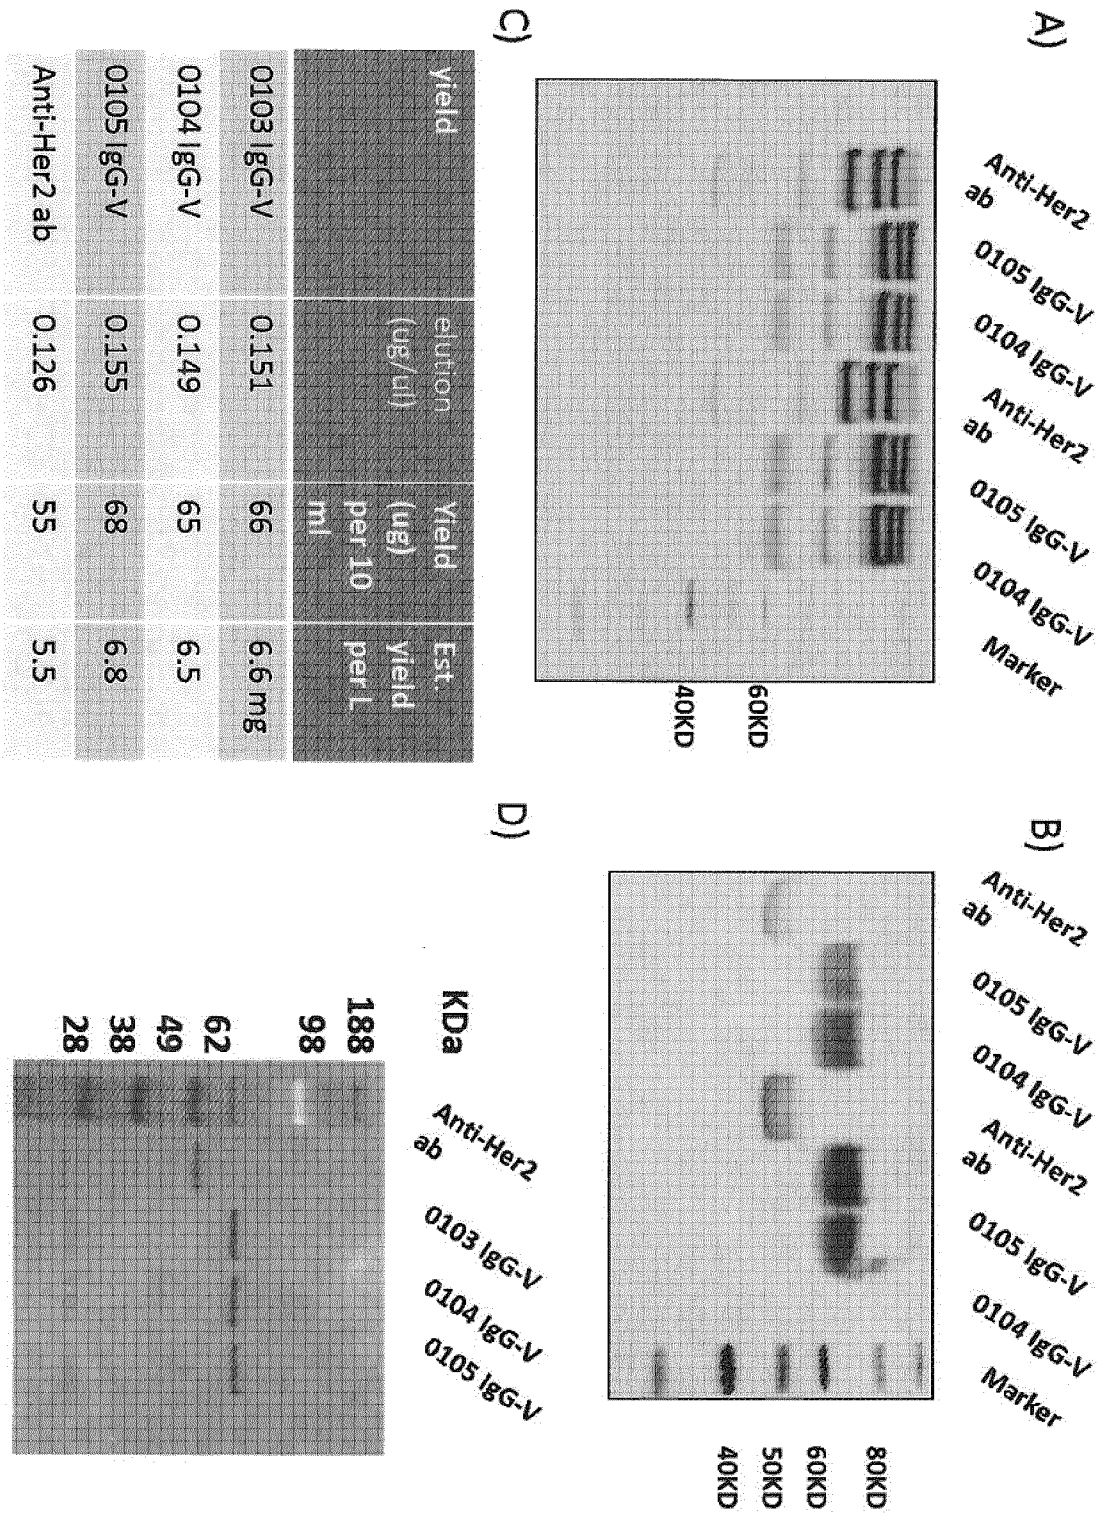 A)
Anti-Her2
ab
0105 IgG-V
0104 IgG-V
Anti-Her2
ab
0105 IgG-V
0104 IgG-V
Marker
60KD
40KD
B)
Anti-Her2
ab
0105 IgG-V
0104 IgG-V
Anti-Her2
ab
0105 IgG-V
0104 IgG-V
Marker
80KD
60KD
50KD
40KD
C)
yield elution (ug/ul) Yield (ug) per 10 ml Est. yield per L
0103 IgG-V 0.151 66 6.6 mg
0104 IgG-V 0.149 65 6.5
0105 IgG-V 0.155 68 6.8
Anti-Her2 ab 0.126 55 5.5
D)
KDa
188
98
62
49
38
28
Anti-Her2
ab
0103 IgG-V
0104 IgG-V
0105 IgG-V